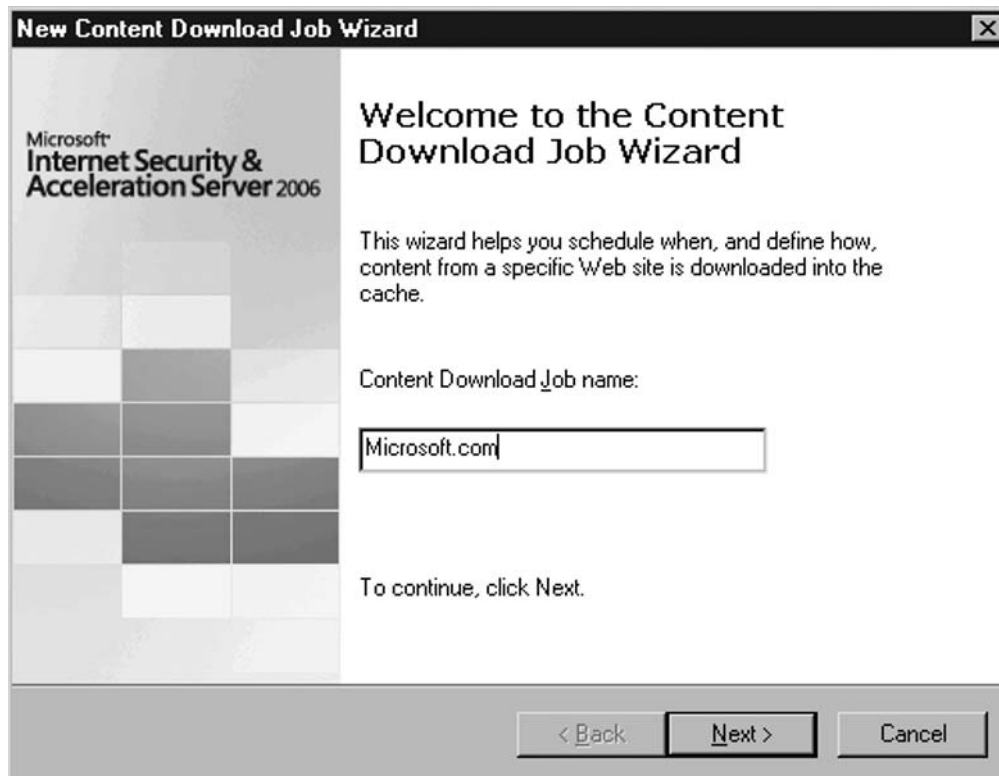 New Content Download Job Wizard
Microsoft
Internet Security &
Acceleration Server 2006
Welcome to the Content
Download Job Wizard
This wizard helps you schedule when, and define how,
content from a specific Web site is downloaded into the
cache.
Content Download Job name:
Microsoft.com
To continue, click Next.
< Back
Next >
Cancel